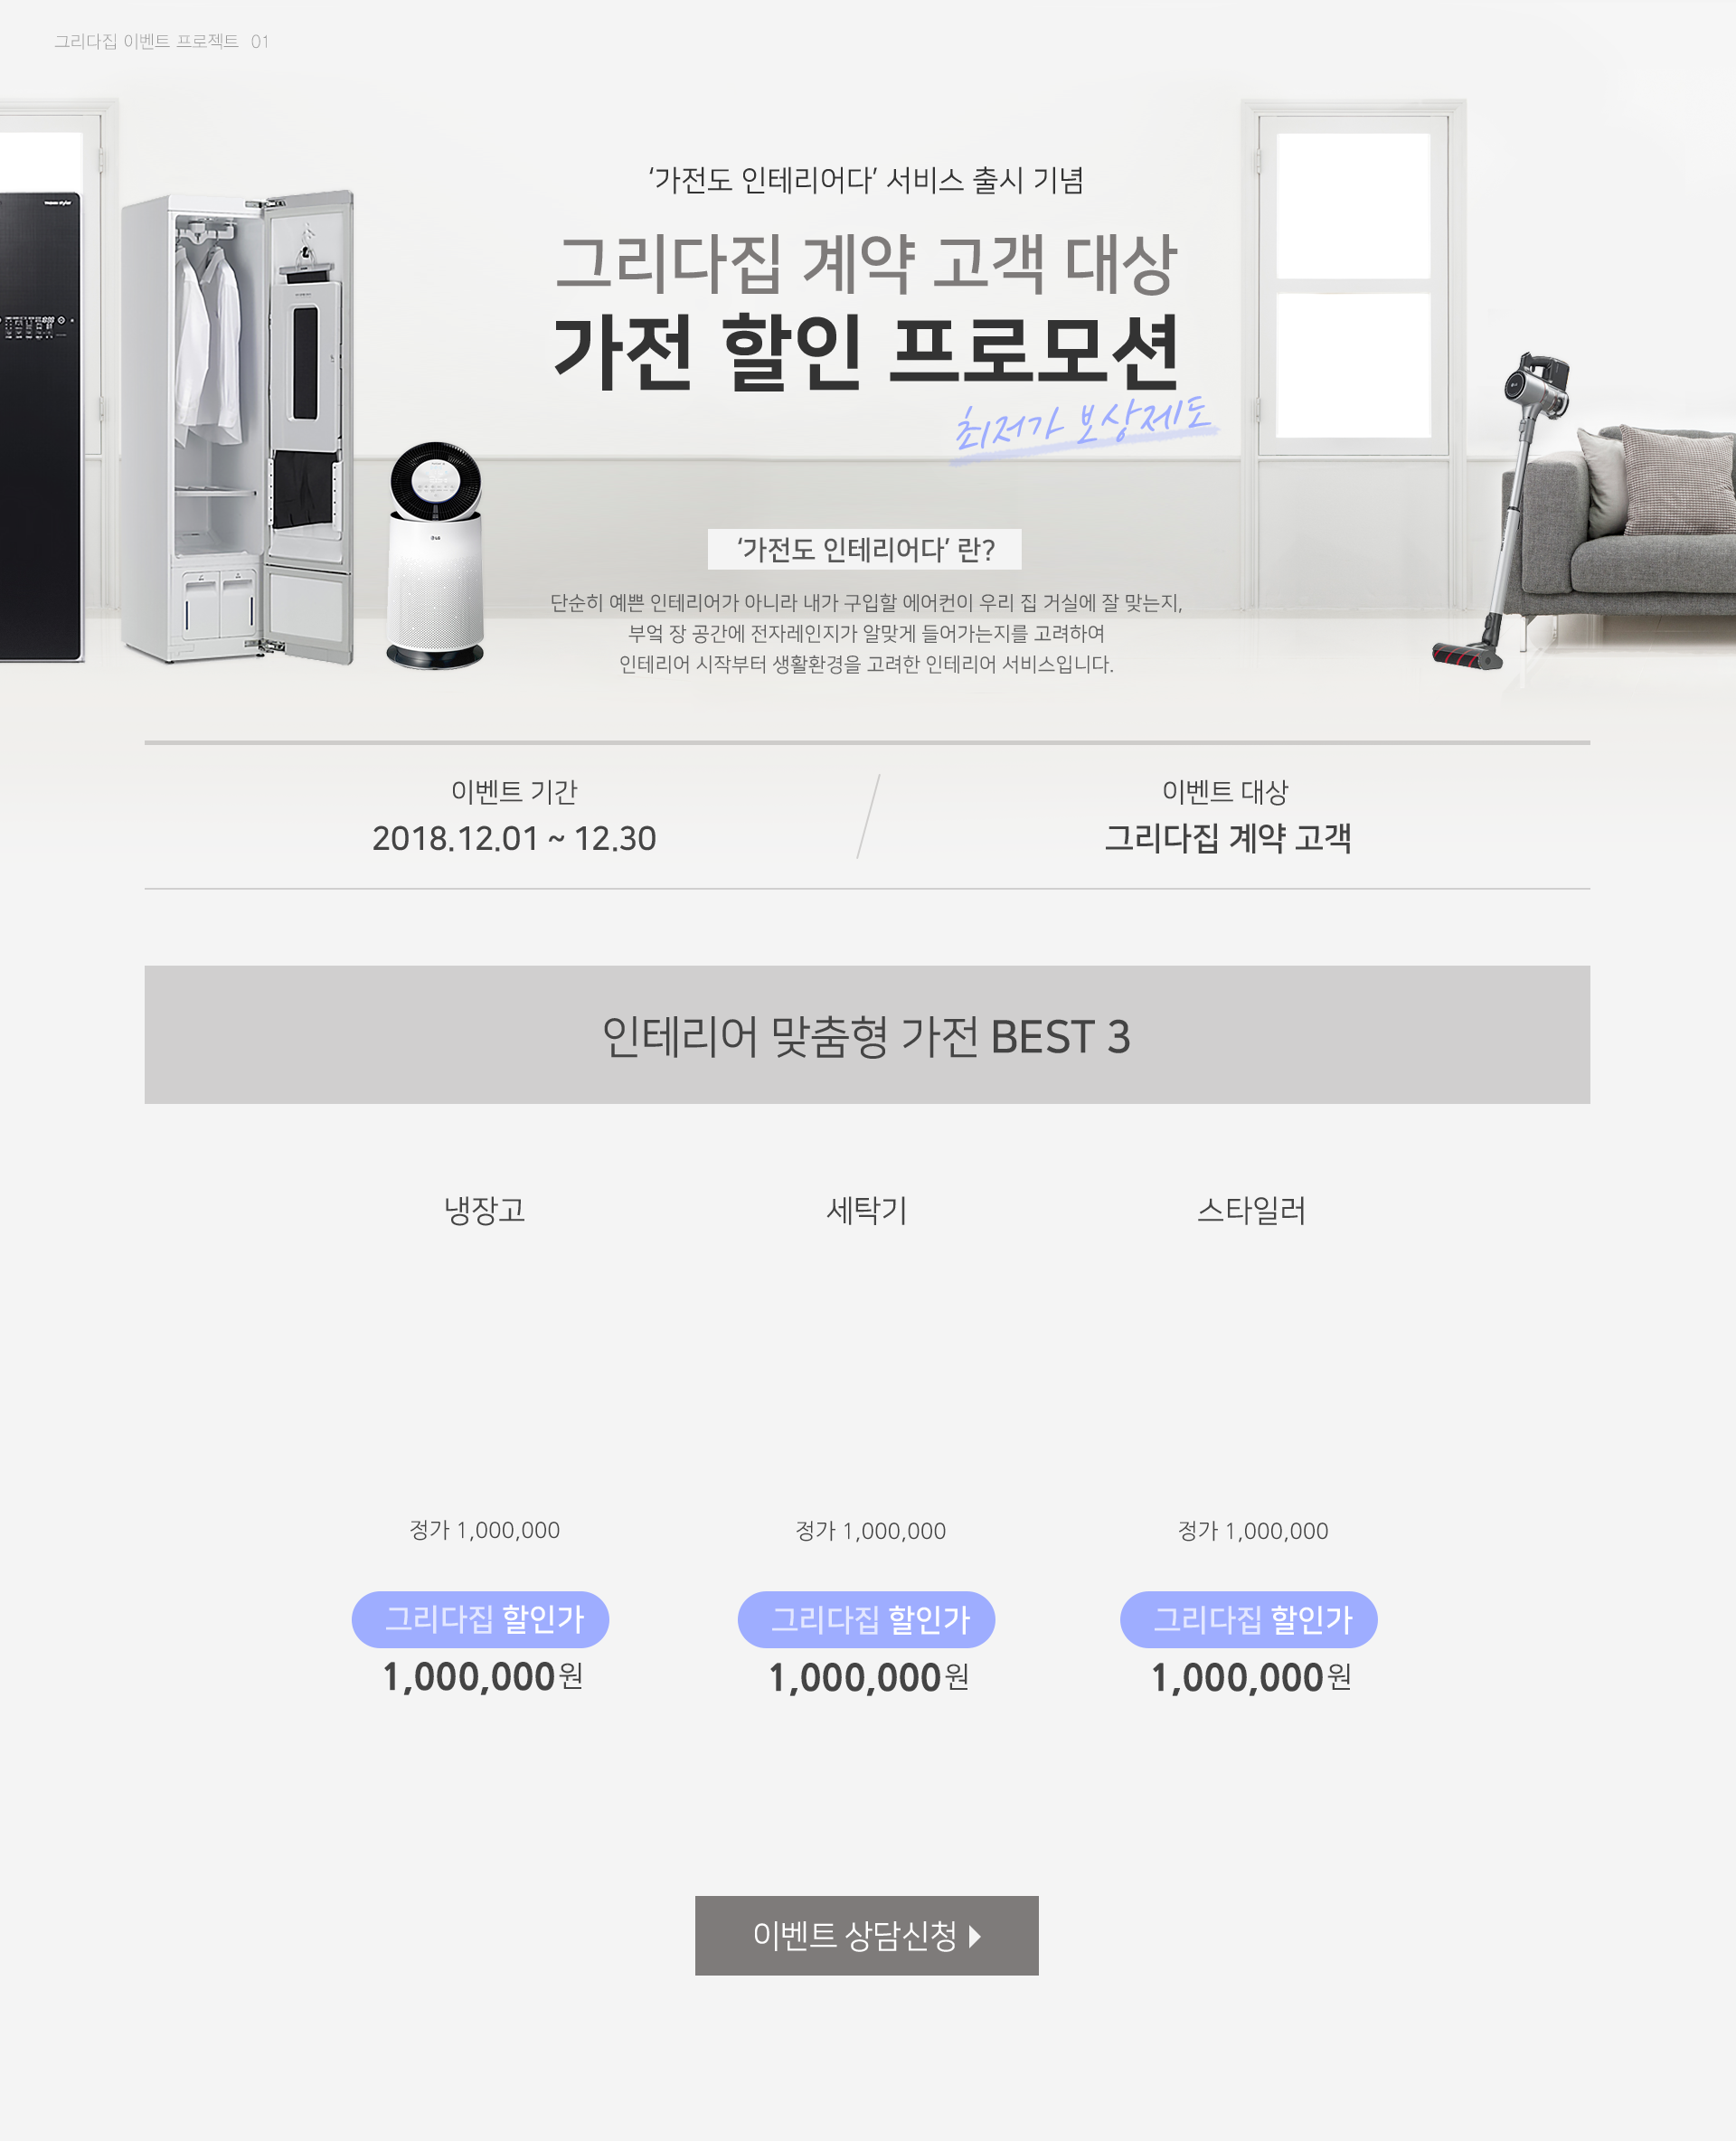 그리다집 이벤트 프로젝트 01
‘가전도 인테리어다’ 서비스 출시 기념
그리다집 계약 고객 대상
가전 할인 프로모션
최저가 보상제도
‘가전도 인테리어다’ 란?
단순히 예쁜 인테리어가 아니라 내가 구입할 에어컨이 우리 집 거실에 잘 맞는지,
부엌 장 공간에 전자레인지가 알맞게 들어가는지를 고려하여
인테리어 시작부터 생활환경을 고려한 인테리어 서비스입니다.
이벤트 기간
2018.12.01 ~ 12.30
이벤트 대상
그리다집 계약 고객
인테리어 맞춤형 가전 BEST 3
냉장고
세탁기
스타일러
정가 1,000,000
정가 1,000,000
정가 1,000,000
그리다집 할인가
그리다집 할인가
그리다집 할인가
1,000,000원
1,000,000원
1,000,000원
이벤트 상담신청